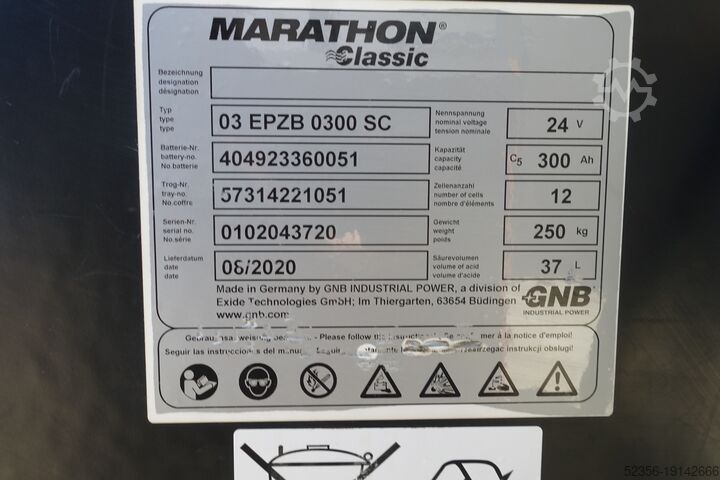 MARATHON®
Classic
Bezeichnung
designation
désignation
Typ
type
type
03 EPZB 0300 SC
Nennspannung
nominal voltage
tension nominale
24 V
Batterie-Nr.
battery-no.
No batterie
404923360051
Kapazität
capacity
capacité
C5 300 Ah
Trog-Nr.
tray-no.
No.coffre
57314221051
Zellenanzahl
number of cells
nombre d'éléments
12
Serien-Nr.
serial no.
No.série
0102043720
Gewicht
weight
poids
250 kg
Lieferdatum
date
date
08/2020
Säurevolumen
volume of acid
volume d'acide
37 L
Made in Germany by GNB INDUSTRIAL POWER, a division of
Exide Technologies GmbH; Im Thiergarten, 63654 Büdingen
www.gnb.com
GNB
INDUSTRIAL POWER
Gebrauchsanweisung - Please follow the instructions à la notice d'emploi!
Seguir las instrucciones del instrukcji obsługi!
52356-19142666